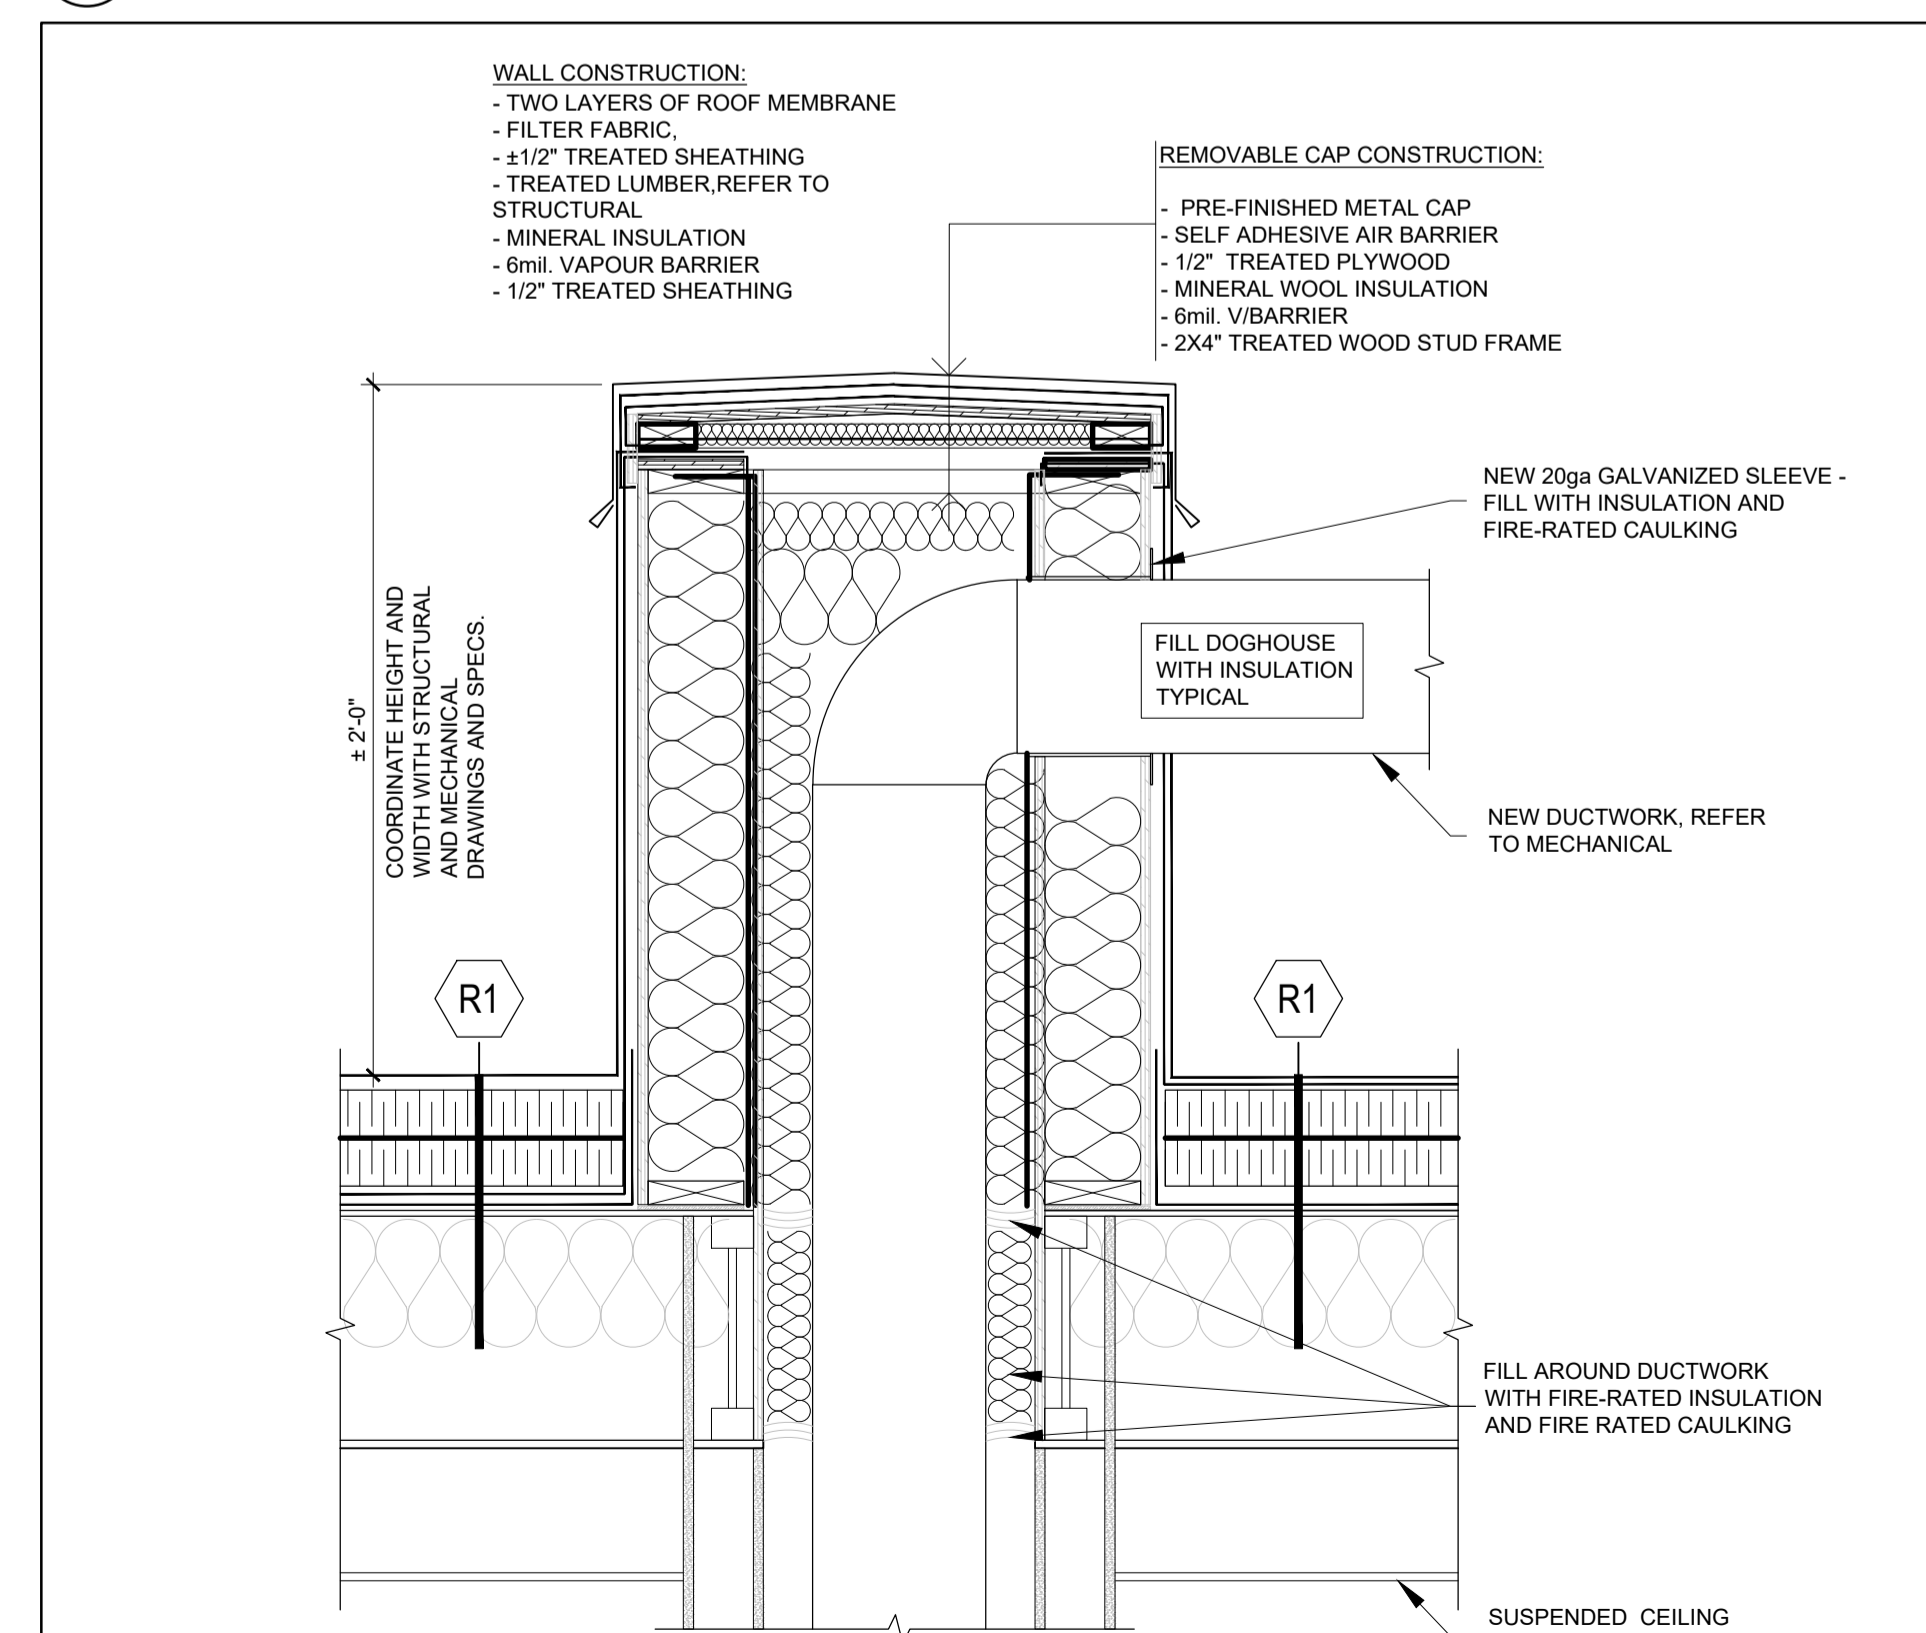 WALL CONSTRUCTION:
- TWO LAYERS OF ROOF MEMBRANE
- FILTER FABRIC,
- ±1/2" TREATED SHEATHING
- TREATED LUMBER,REFER TO
STRUCTURAL
- MINERAL INSULATION
- 6mil. VAPOUR BARRIER
- 1/2" TREATED SHEATHING
REMOVABLE CAP CONSTRUCTION:
- PRE-FINISHED METAL CAP
- SELF ADHESIVE AIR BARRIER
- 1/2" TREATED PLYWOOD
- MINERAL WOOL INSULATION
- 6mil. V/BARRIER
- 2X4" TREATED WOOD STUD FRAME
NEW 20ga GALVANIZED SLEEVE -
FILL WITH INSULATION AND
FIRE-RATED CAULKING
± 2'-0"
COORDINATE HEIGHT AND
WIDTH WITH STRUCTURAL
AND MECHANICAL
DRAWINGS AND SPECS.
FILL DOGHOUSE
WITH INSULATION
TYPICAL
NEW DUCTWORK, REFER
TO MECHANICAL
R1
R1
FILL AROUND DUCTWORK
WITH FIRE-RATED INSULATION
AND FIRE RATED CAULKING
SUSPENDED CEILING